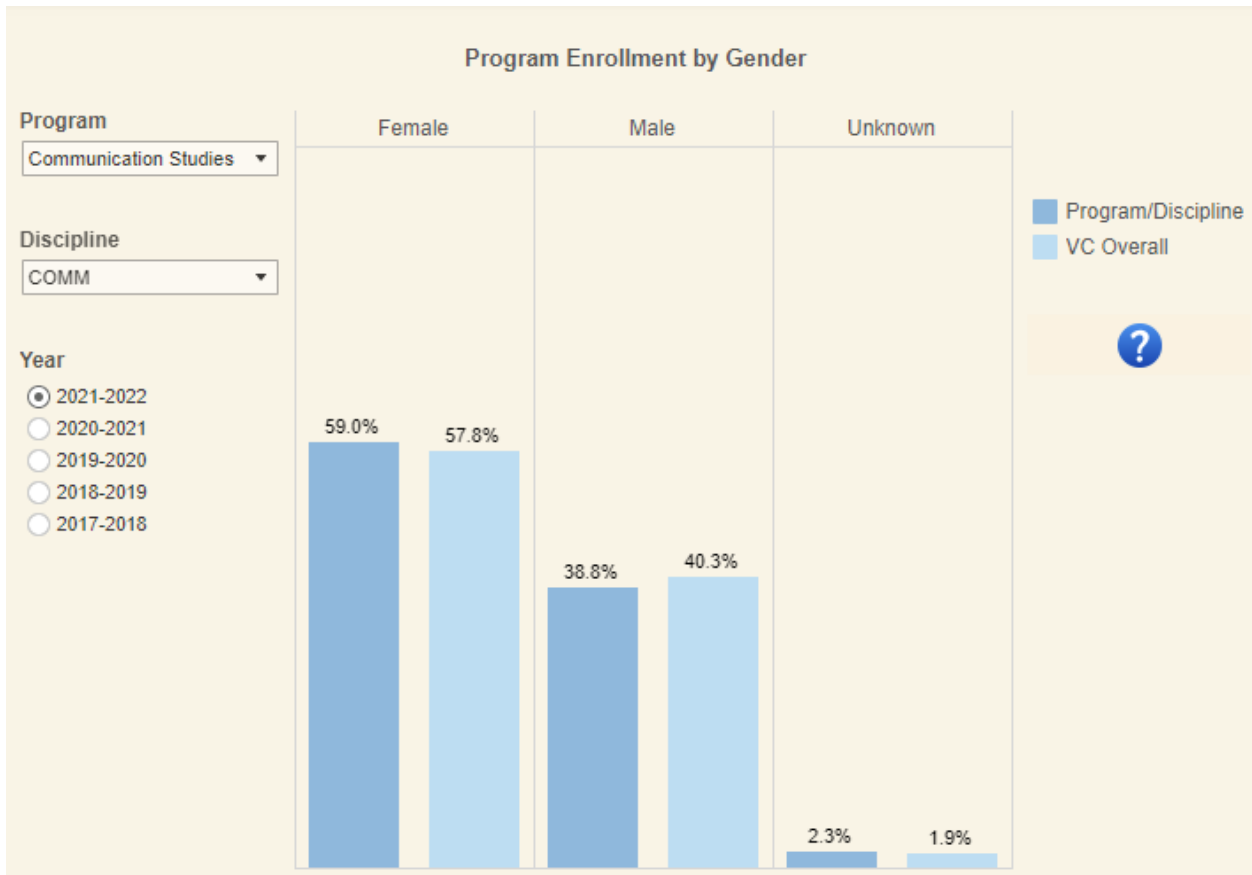 Program Enrollment by Gender
Program
Communication Studies
Discipline
COMM
Year
2021-2022
2020-2021
2019-2020
2018-2019
2017-2018
Female Male Unknown
59.0% 57.8%
38.8% 40.3%
2.3% 1.9%
Program/Discipline
VC Overall
?